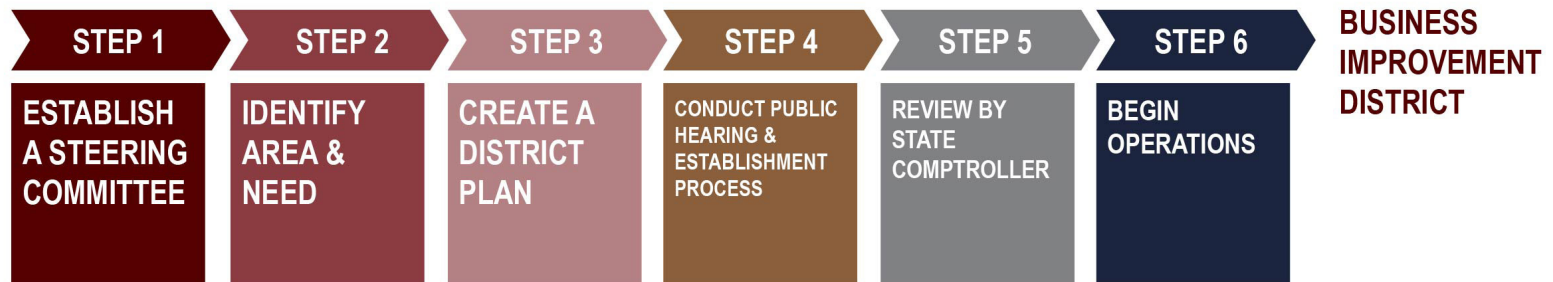 STEP 1
STEP 2
STEP 3
STEP 4
STEP 5
STEP 6
BUSINESS
IMPROVEMENT
DISTRICT
ESTABLISH
A STEERING
COMMITTEE
IDENTIFY
AREA &
NEED
CREATE A
DISTRICT
PLAN
CONDUCT PUBLIC
HEARING &
ESTABLISHMENT
PROCESS
REVIEW BY
STATE
COMPTROLLER
BEGIN
OPERATIONS